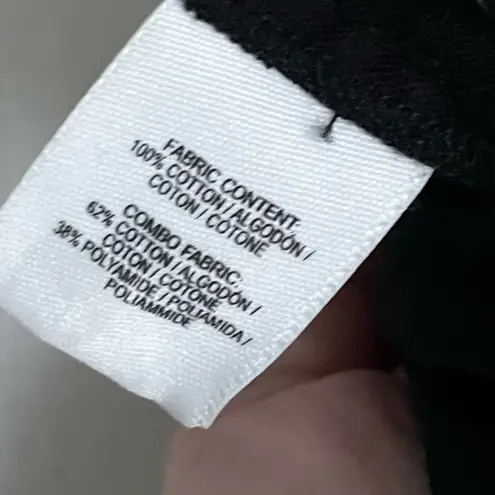 FABRIC CONTENT.
100% COTTON / ALGODÓN /
COTON / COTONE
COMBO FABRIC.
62% COTTON / ALGODÓN /
COTON / COTONE
38% POLYAMIDE / POLIAMIDA /
POLIAMMIDE